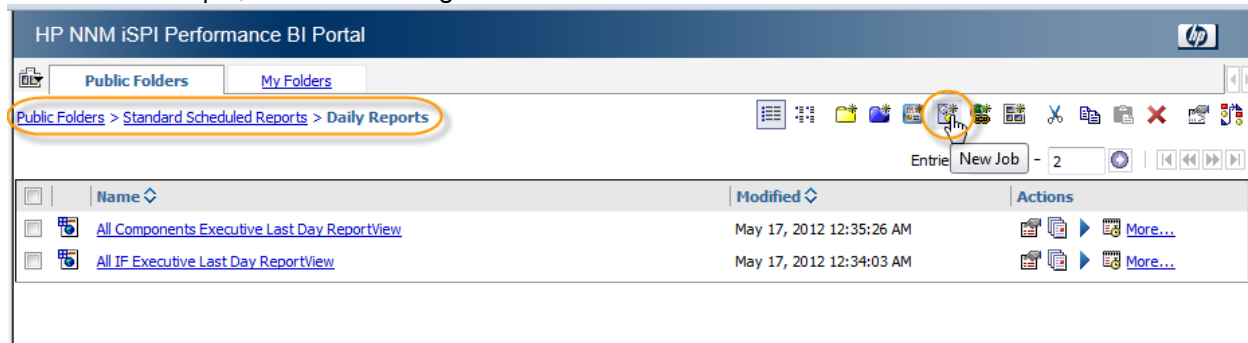 HP NNM iSPI Performance BI Portal
hp
Public Folders My Folders
Public Folders > Standard Scheduled Reports > Daily Reports
Entrie New Job - 2
Name Modified Actions
All Components Executive Last Day ReportView May 17, 2012 12:35:26 AM More...
All IF Executive Last Day ReportView May 17, 2012 12:34:03 AM More...